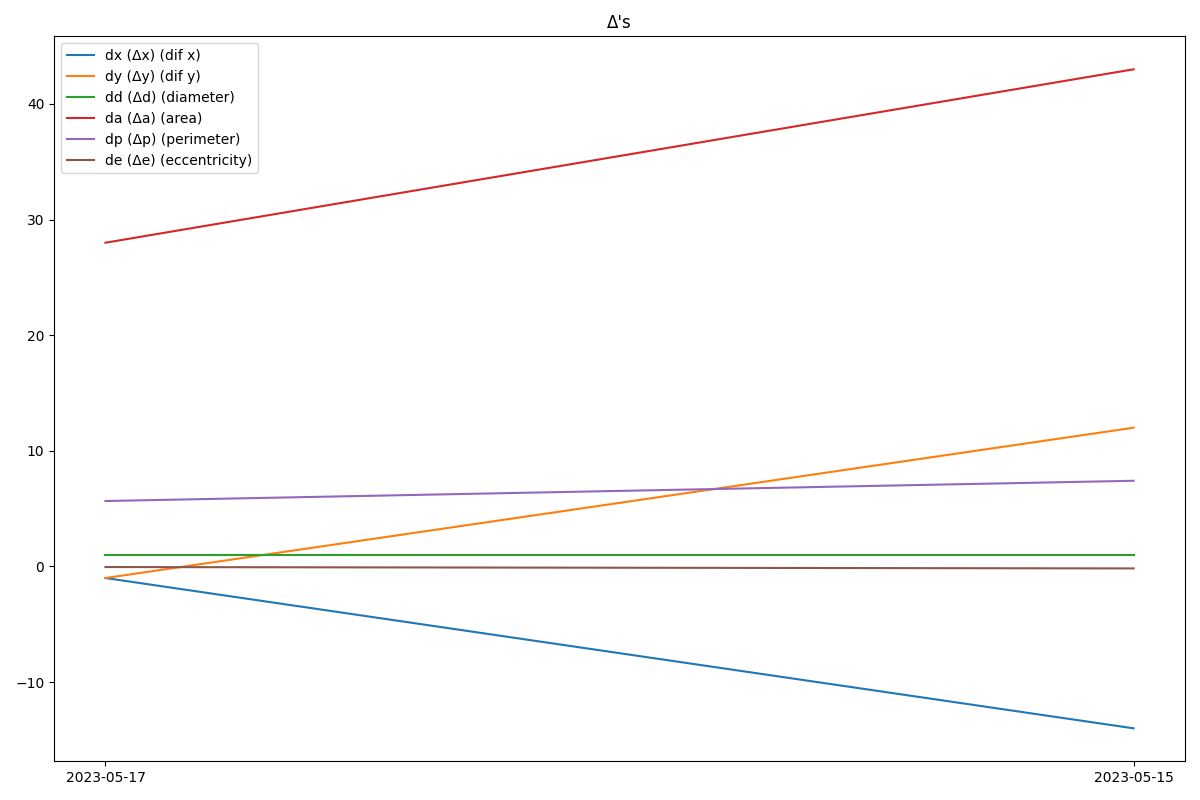 Δ's
dx (Δx) (dif x)
dy (Δy) (dif y)
dd (Δd) (diameter)
da (Δa) (area)
dp (Δp) (perimeter)
de (Δe) (eccentricity)
40
30
20
10
0
−10
2023-05-17
2023-05-15